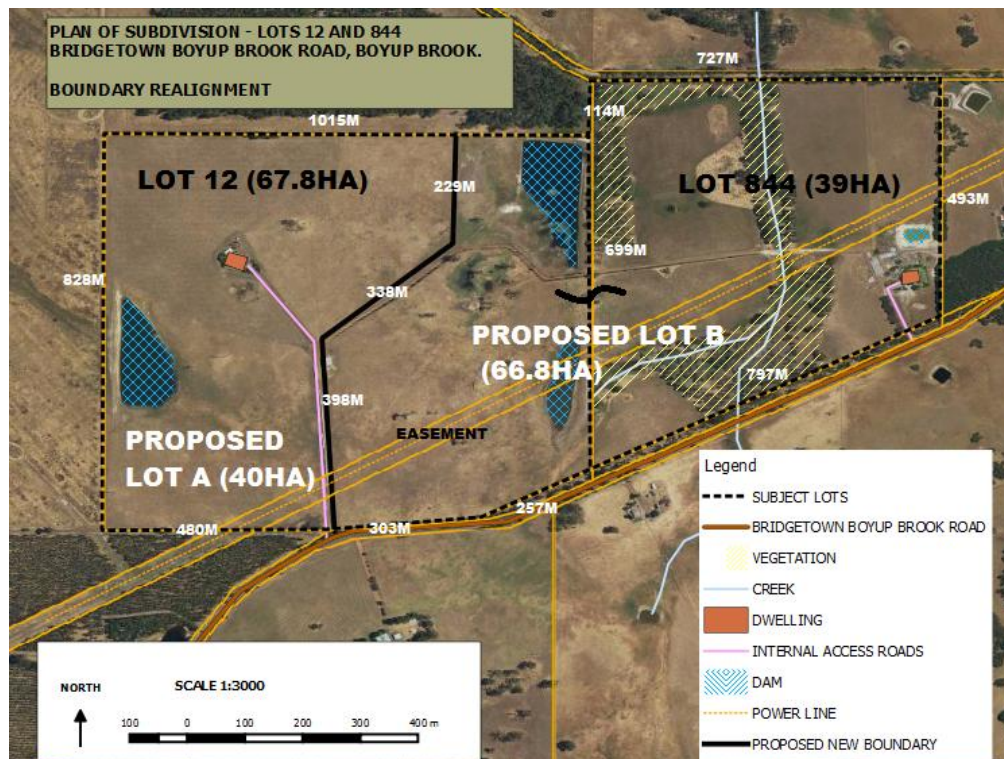 PLAN OF SUBDIVISION - LOTS 12 AND 844
BRIDGETOWN BOYUP BROOK ROAD, BOYUP BROOK.
BOUNDARY REALIGNMENT
727M
114M
1015M
LOT 12 (67.8HA)
229M
LOT 844 (39HA)
493M
699M
828M
338M
PROPOSED LOT B
(66.8HA)
797M
398M
EASEMENT
PROPOSED
LOT A (40HA)
480M
303M
257M
Legend
SUBJECT LOTS
BRIDGETOWN BOYUP BROOK ROAD
VEGETATION
CREEK
DWELLING
INTERNAL ACCESS ROADS
DAM
POWER LINE
PROPOSED NEW BOUNDARY
NORTH
SCALE 1:3000
100 0 100 200 300 400 m